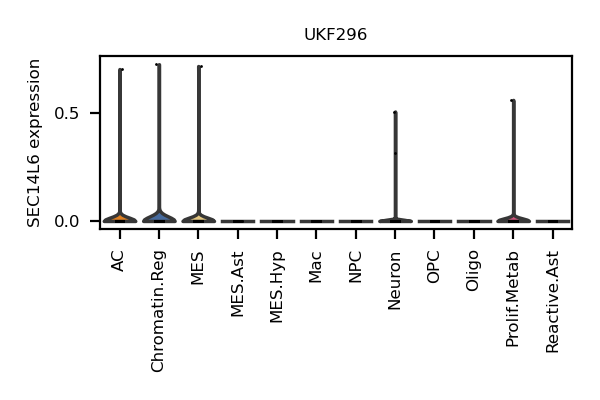 UKF296
SEC14L6 expression
0.5
0.0
AC
Chromatin.Reg
MES
MES.Ast
MES.Hyp
Mac
NPC
Neuron
OPC
Oligo
Prolif.Metab
Reactive.Ast